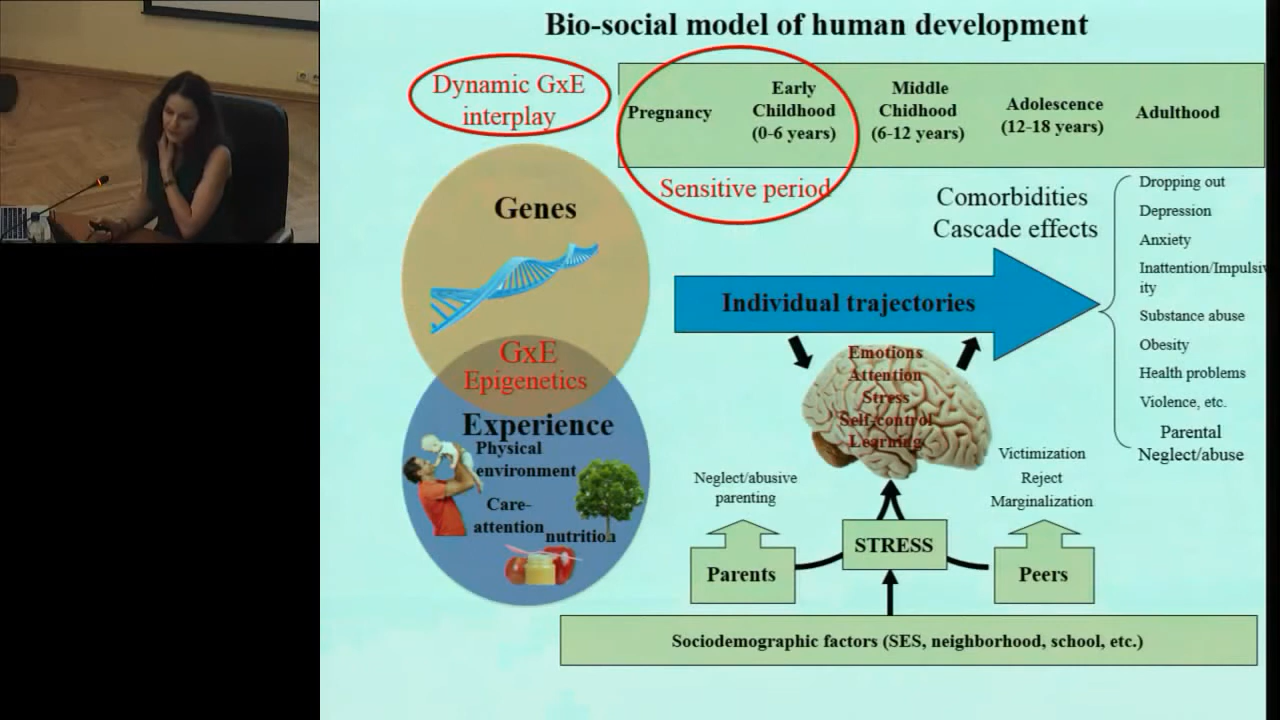 Bio-social model of human development
Dynamic GxE
interplay
Pregnancy
Early
Childhood
(0-6 years)
Middle
Chidhood
(6-12 years)
Adolescence
(12-18 years)
Adulthood
Sensitive period
Genes
GxE
Epigenetics
Experience
Physical
environment
Care-
attention
nutrition
Comorbidities
Cascade effects
Individual trajectories
Dropping out
Depression
Anxiety
Inattention/Impulsiv
ity
Substance abuse
Obesity
Health problems
Violence, etc.
Parental
Neglect/abuse
Emotions
Attention
Stress
Self-control
Learning
Neglect/abusive
parenting
Victimization
Reject
Marginalization
Parents
STRESS
Peers
Sociodemographic factors (SES, neighborhood, school, etc.)